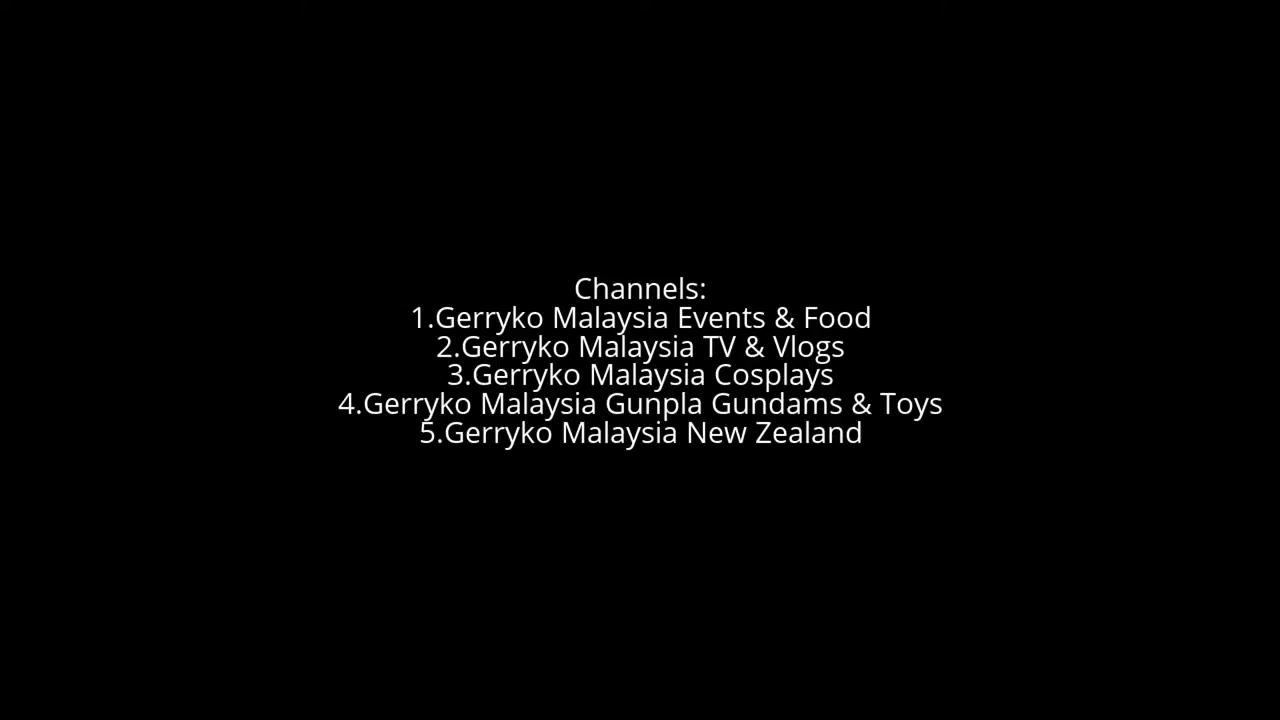 Channels:
1.Gerryko Malaysia Events & Food
2.Gerryko Malaysia TV & Vlogs
3.Gerryko Malaysia Cosplays
4.Gerryko Malaysia Gunpla Gundams & Toys
5.Gerryko Malaysia New Zealand